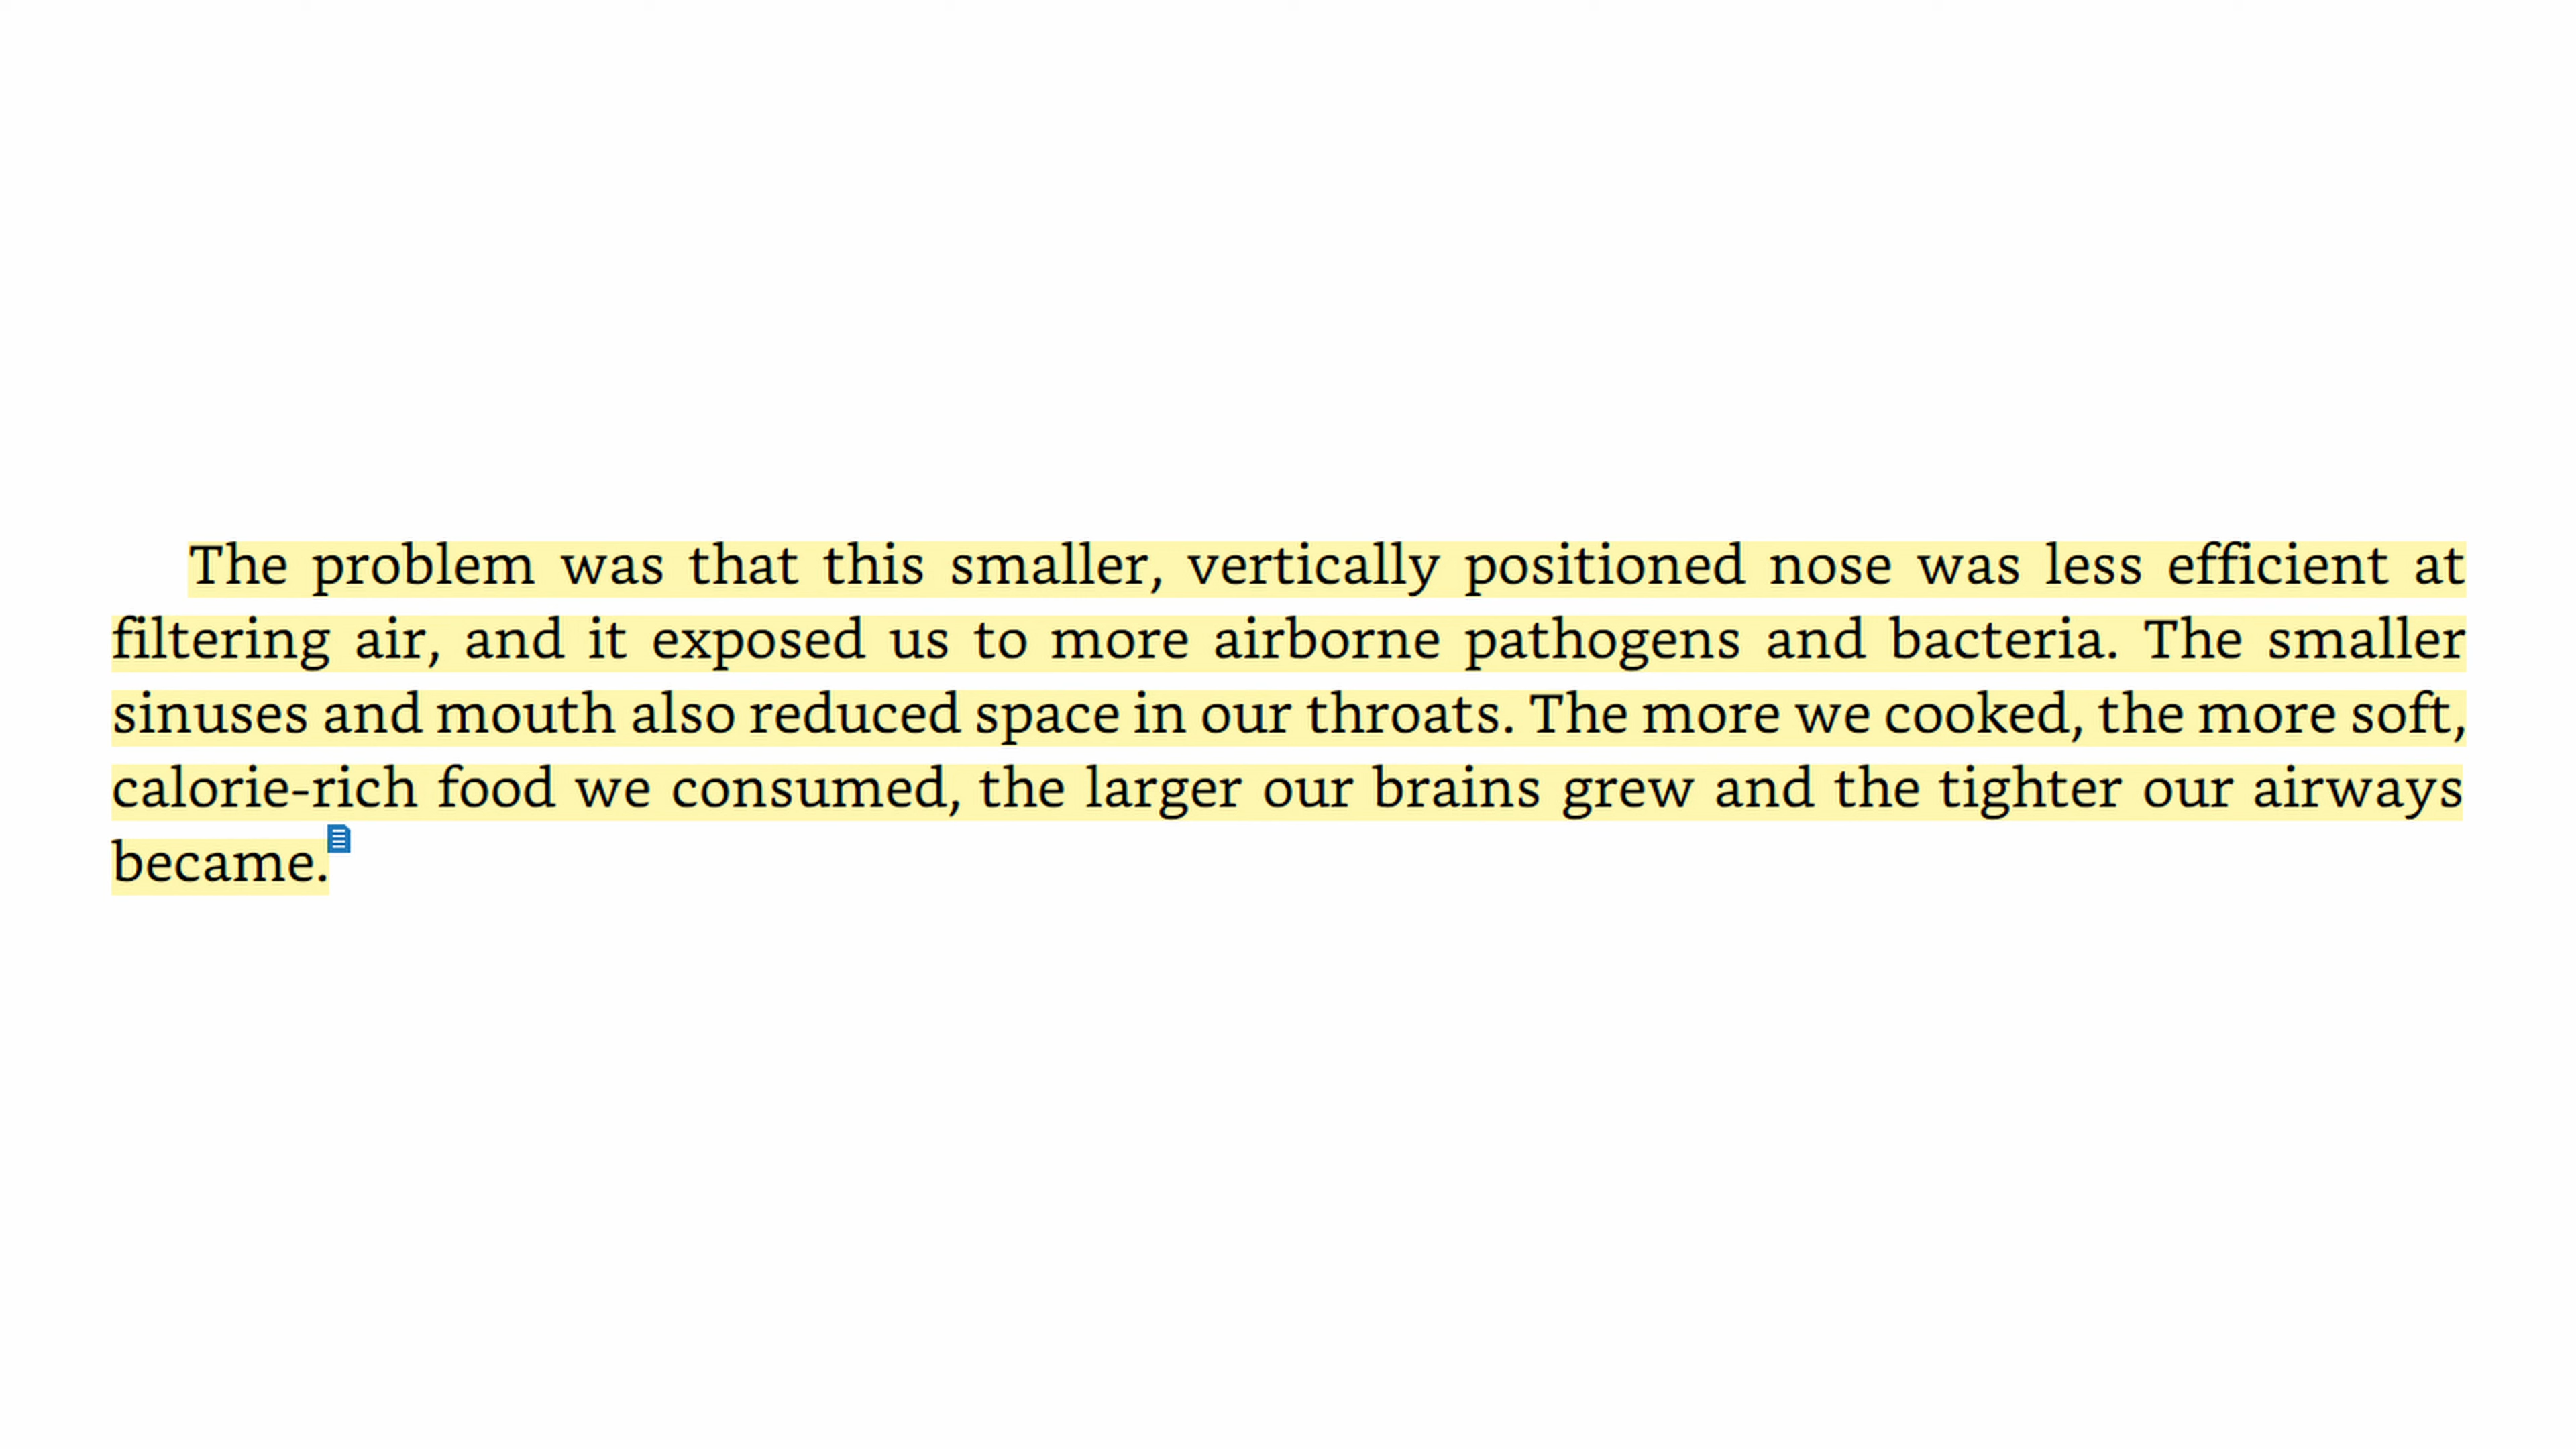 The problem was that this smaller, vertically positioned nose was less efficient at
filtering air, and it exposed us to more airborne pathogens and bacteria. The smaller
sinuses and mouth also reduced space in our throats. The more we cooked, the more soft,
calorie-rich food we consumed, the larger our brains grew and the tighter our airways
became.